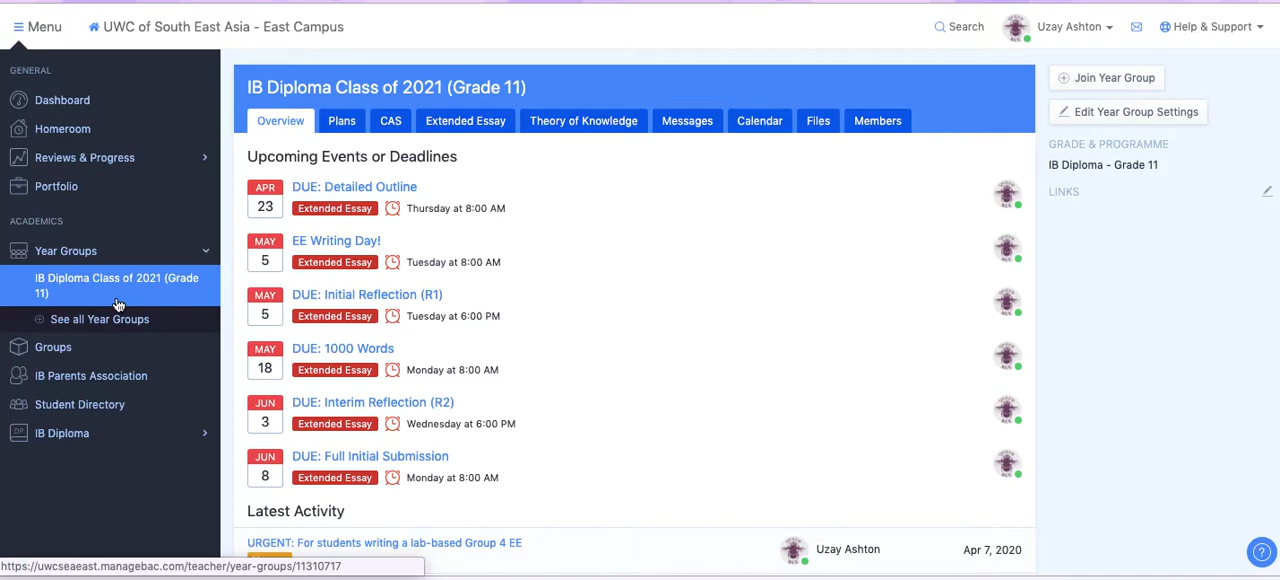 Menu
UWC of South East Asia - East Campus
Search
Uzay Ashton
Help & Support
GENERAL
Dashboard
Homeroom
Reviews & Progress
Portfolio
ACADEMICS
Year Groups
IB Diploma Class of 2021 (Grade
11)
See all Year Groups
Groups
IB Parents Association
Student Directory
DP
IB Diploma
IB Diploma Class of 2021 (Grade 11)
Overview Plans CAS Extended Essay Theory of Knowledge Messages Calendar Files Members
Upcoming Events or Deadlines
APR
23
DUE: Detailed Outline
Extended Essay Thursday at 8:00 AM
MAY
5
EE Writing Day!
Extended Essay Tuesday at 8:00 AM
MAY
5
DUE: Initial Reflection (R1)
Extended Essay Tuesday at 6:00 PM
MAY
18
DUE: 1000 Words
Extended Essay Monday at 8:00 AM
JUN
3
DUE: Interim Reflection (R2)
Extended Essay Wednesday at 6:00 PM
JUN
8
DUE: Full Initial Submission
Extended Essay Monday at 8:00 AM
Latest Activity
URGENT: For students writing a lab-based Group 4 EE
Uzay Ashton
Apr 7, 2020
Join Year Group
Edit Year Group Settings
GRADE & PROGRAMME
IB Diploma - Grade 11
LINKS
https://uwcseaeast.managebac.com/teacher/year-groups/11310717